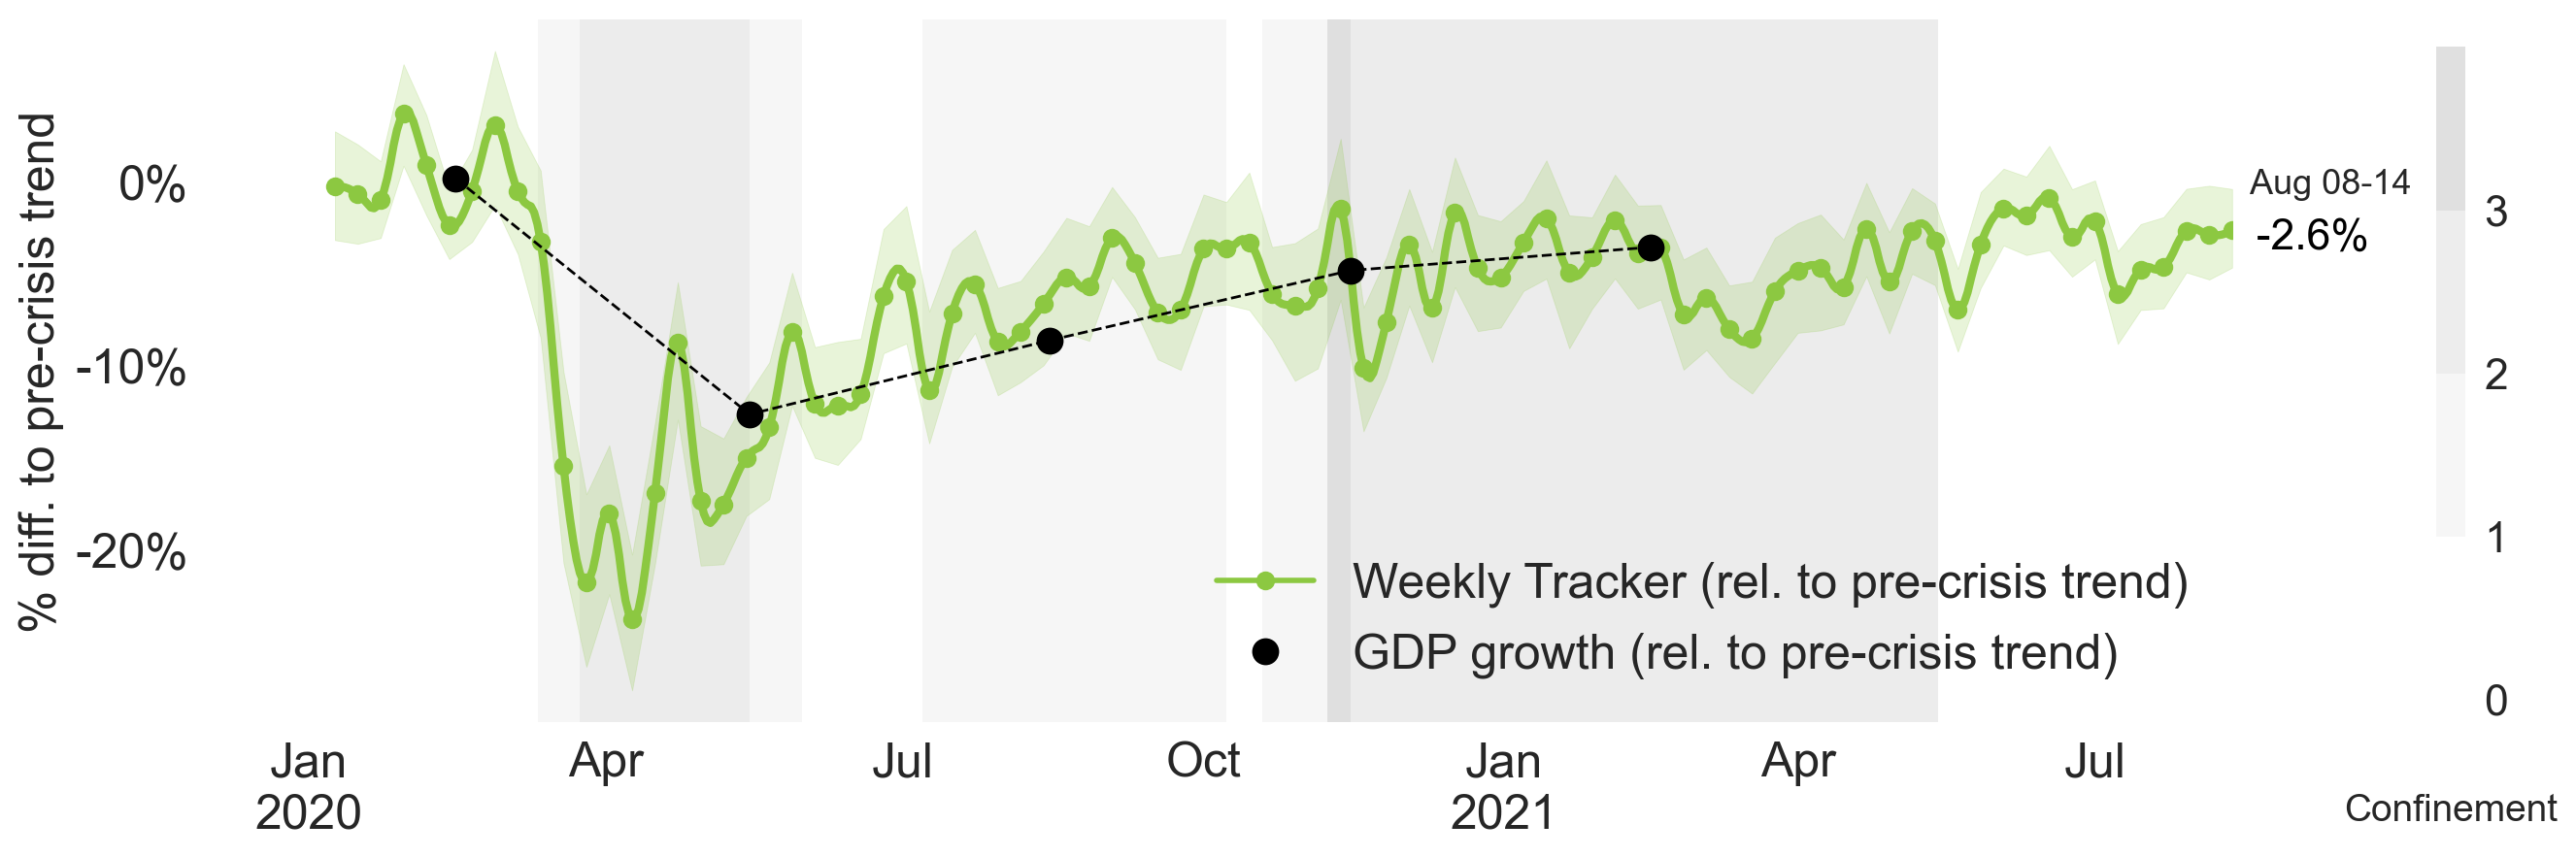 % diff. to pre-crisis trend
0%
-10%
-20%
Aug 08-14
-2.6%
3
2
1
0
Weekly Tracker (rel. to pre-crisis trend)
GDP growth (rel. to pre-crisis trend)
Jan Apr Jul Oct Jan Apr Jul
2020 2021
Confinement